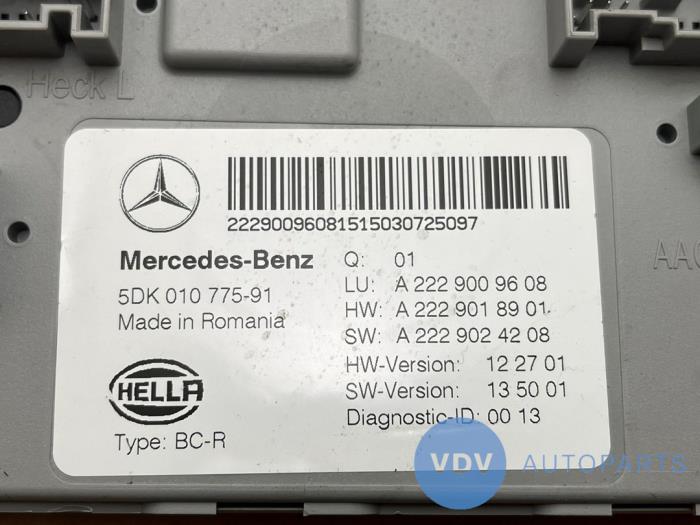 Heck L
22290096081515030725097
Mercedes-Benz
5DK 010 775-91
Made in Romania
HELLA
Type: BC-R
Q: 01
LU: A 222 900 96 08
HW: A 222 901 89 01
SW: A 222 902 42 08
HW-Version: 12 27 01
SW-Version: 13 50 01
Diagnostic-ID: 00 13
VDV AUTOPARTS